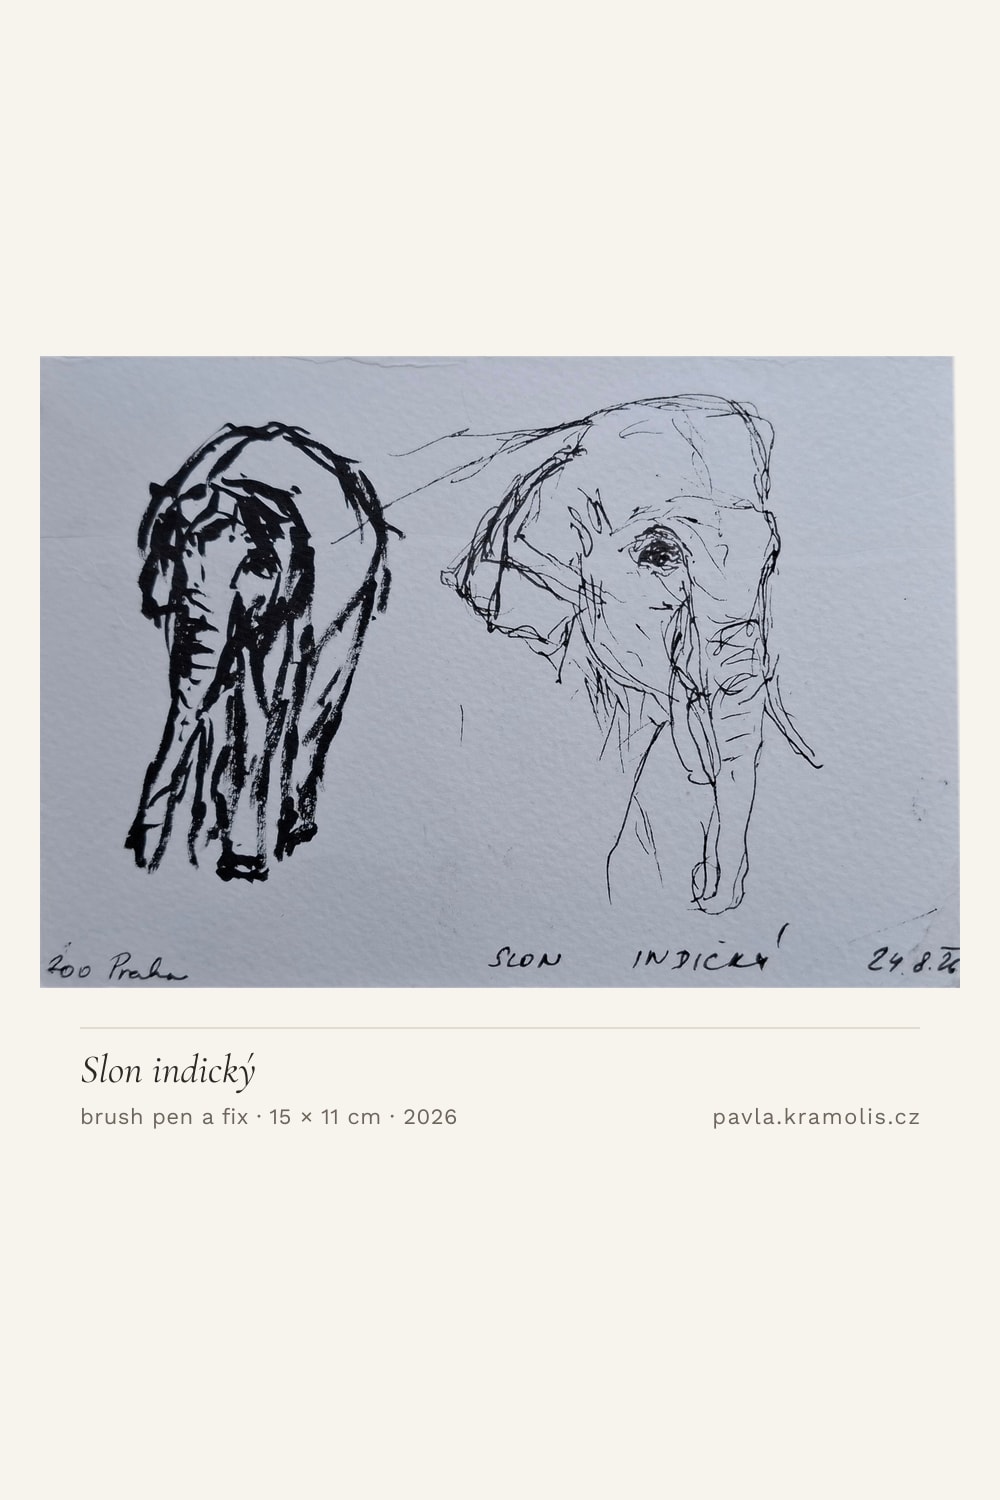 Zoo Praha
SLON INDICKÝ
24.8.26
Slon indický
brush pen a fix · 15 × 11 cm · 2026
pavla.kramolis.cz